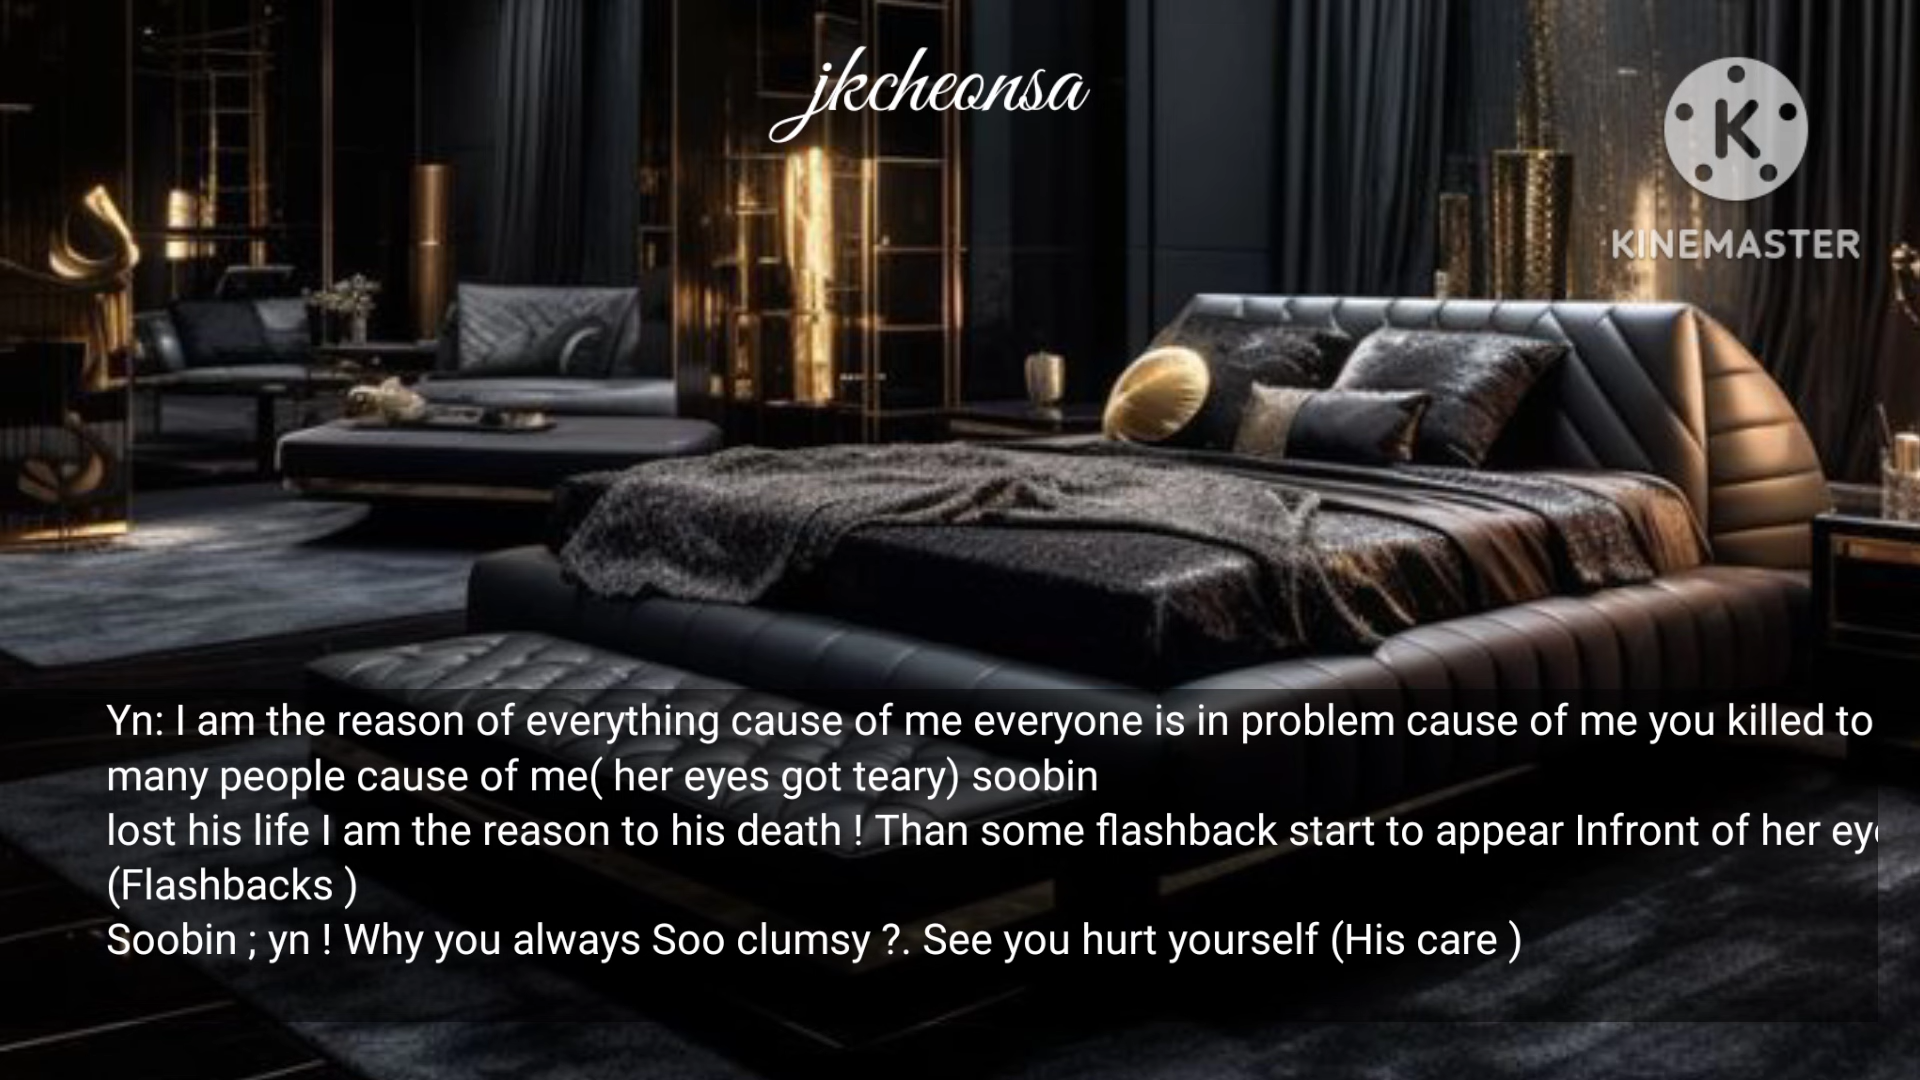 jkcheonsa
KINEMASTER
Yn: I am the reason of everything cause of me everyone is in problem cause of me you killed to
many people cause of me( her eyes got teary) soobin
lost his life I am the reason to his death ! Than some flashback start to appear Infront of her
(Flashbacks )
Soobin ; yn ! Why you always Soo clumsy ?. See you hurt yourself (His care )